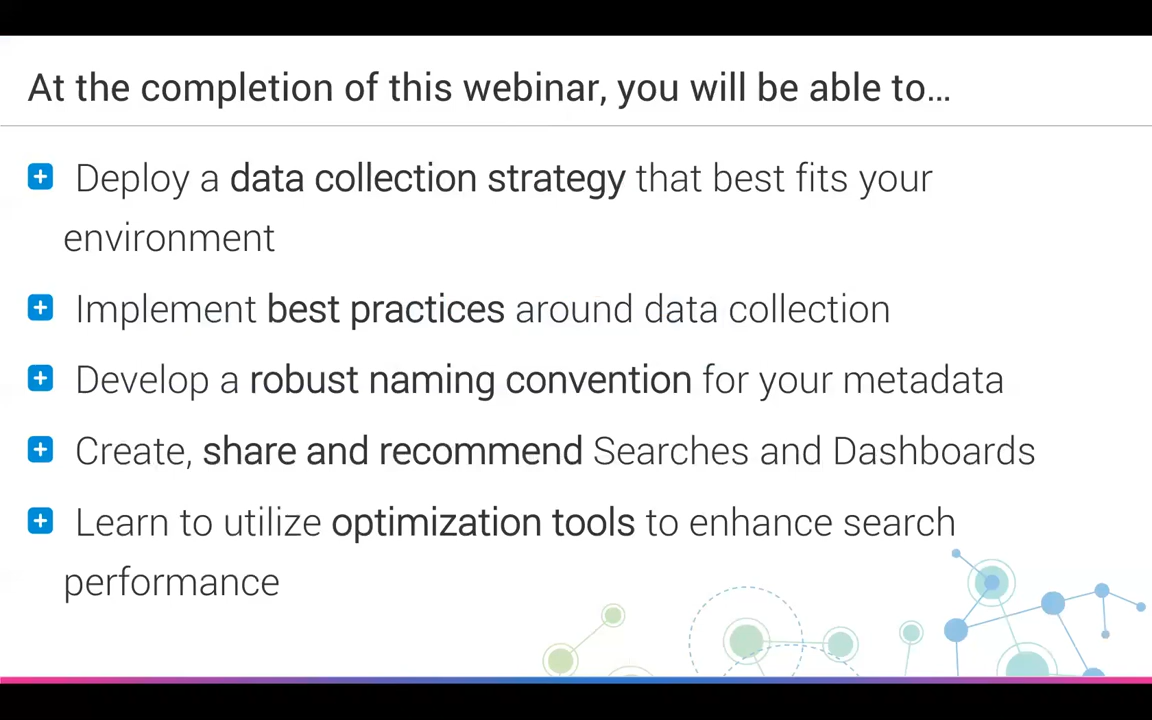 At the completion of this webinar, you will be able to...
Deploy a data collection strategy that best fits your
environment
Implement best practices around data collection
Develop a robust naming convention for your metadata
Create, share and recommend Searches and Dashboards
Learn to utilize optimization tools to enhance search
performance